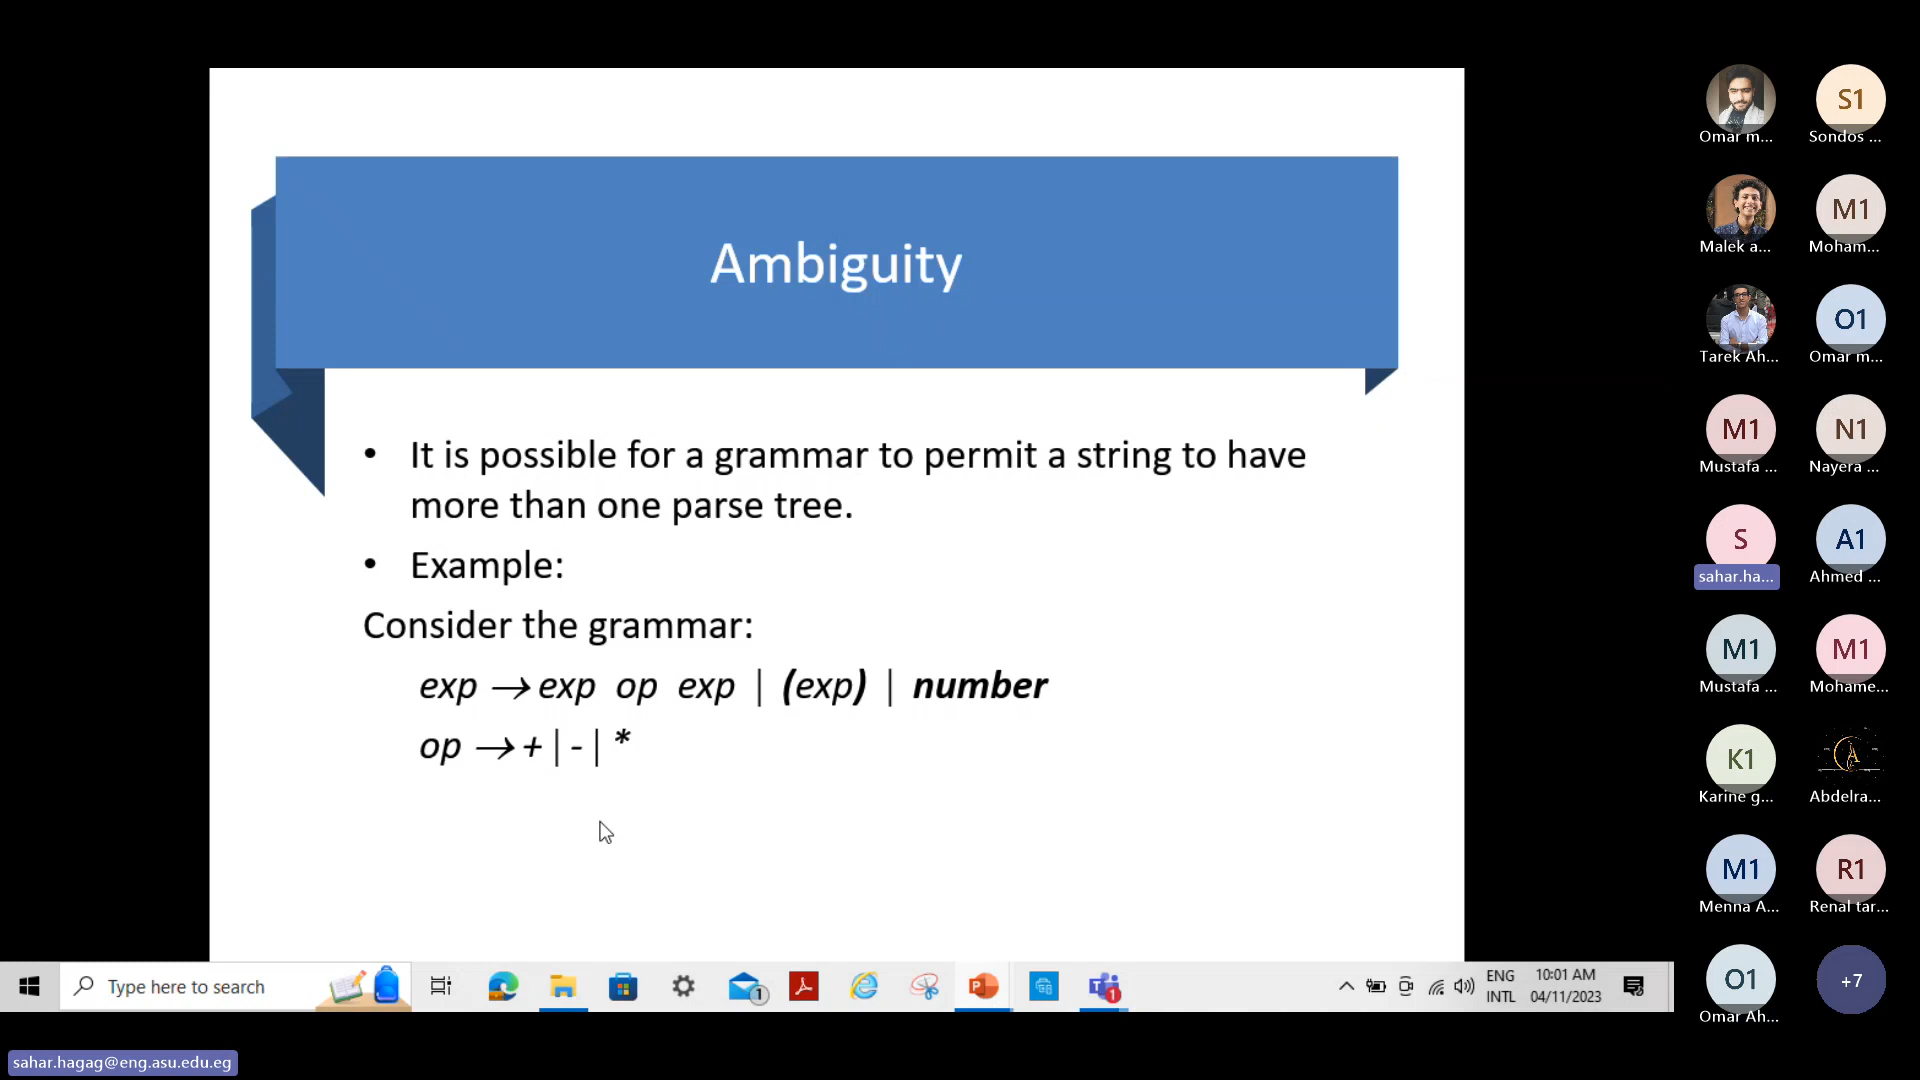 Ambiguity
• It is possible for a grammar to permit a string to have
more than one parse tree.
• Example:
Consider the grammar:
exp → exp op exp | (exp) | number
op → + | - | *
Omar m...
S1
Sondos ...
Malek a...
M1
Moham...
Tarek Ah...
O1
Omar m...
M1
Mustafa ...
N1
Nayera ...
S
sahar.ha...
A1
Ahmed ...
M1
Mustafa ...
M1
Mohame...
K1
Karine g...
A
Abdelra...
M1
Menna A...
R1
Renal tar...
O1
Omar Ah...
+7
Type here to search
1
1
ENG
INTL
10:01 AM
04/11/2023
sahar.hagag@eng.asu.edu.eg